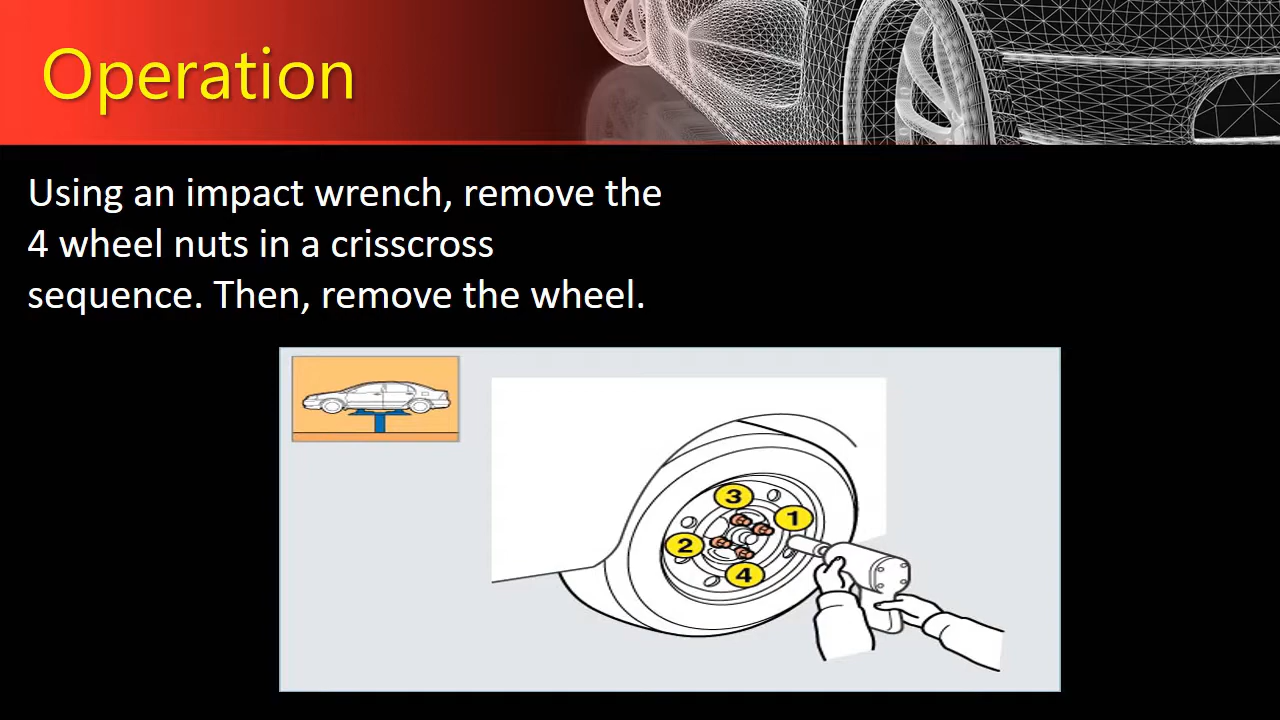 Operation
Using an impact wrench, remove the
4 wheel nuts in a crisscross
sequence. Then, remove the wheel.
3
1
2
4